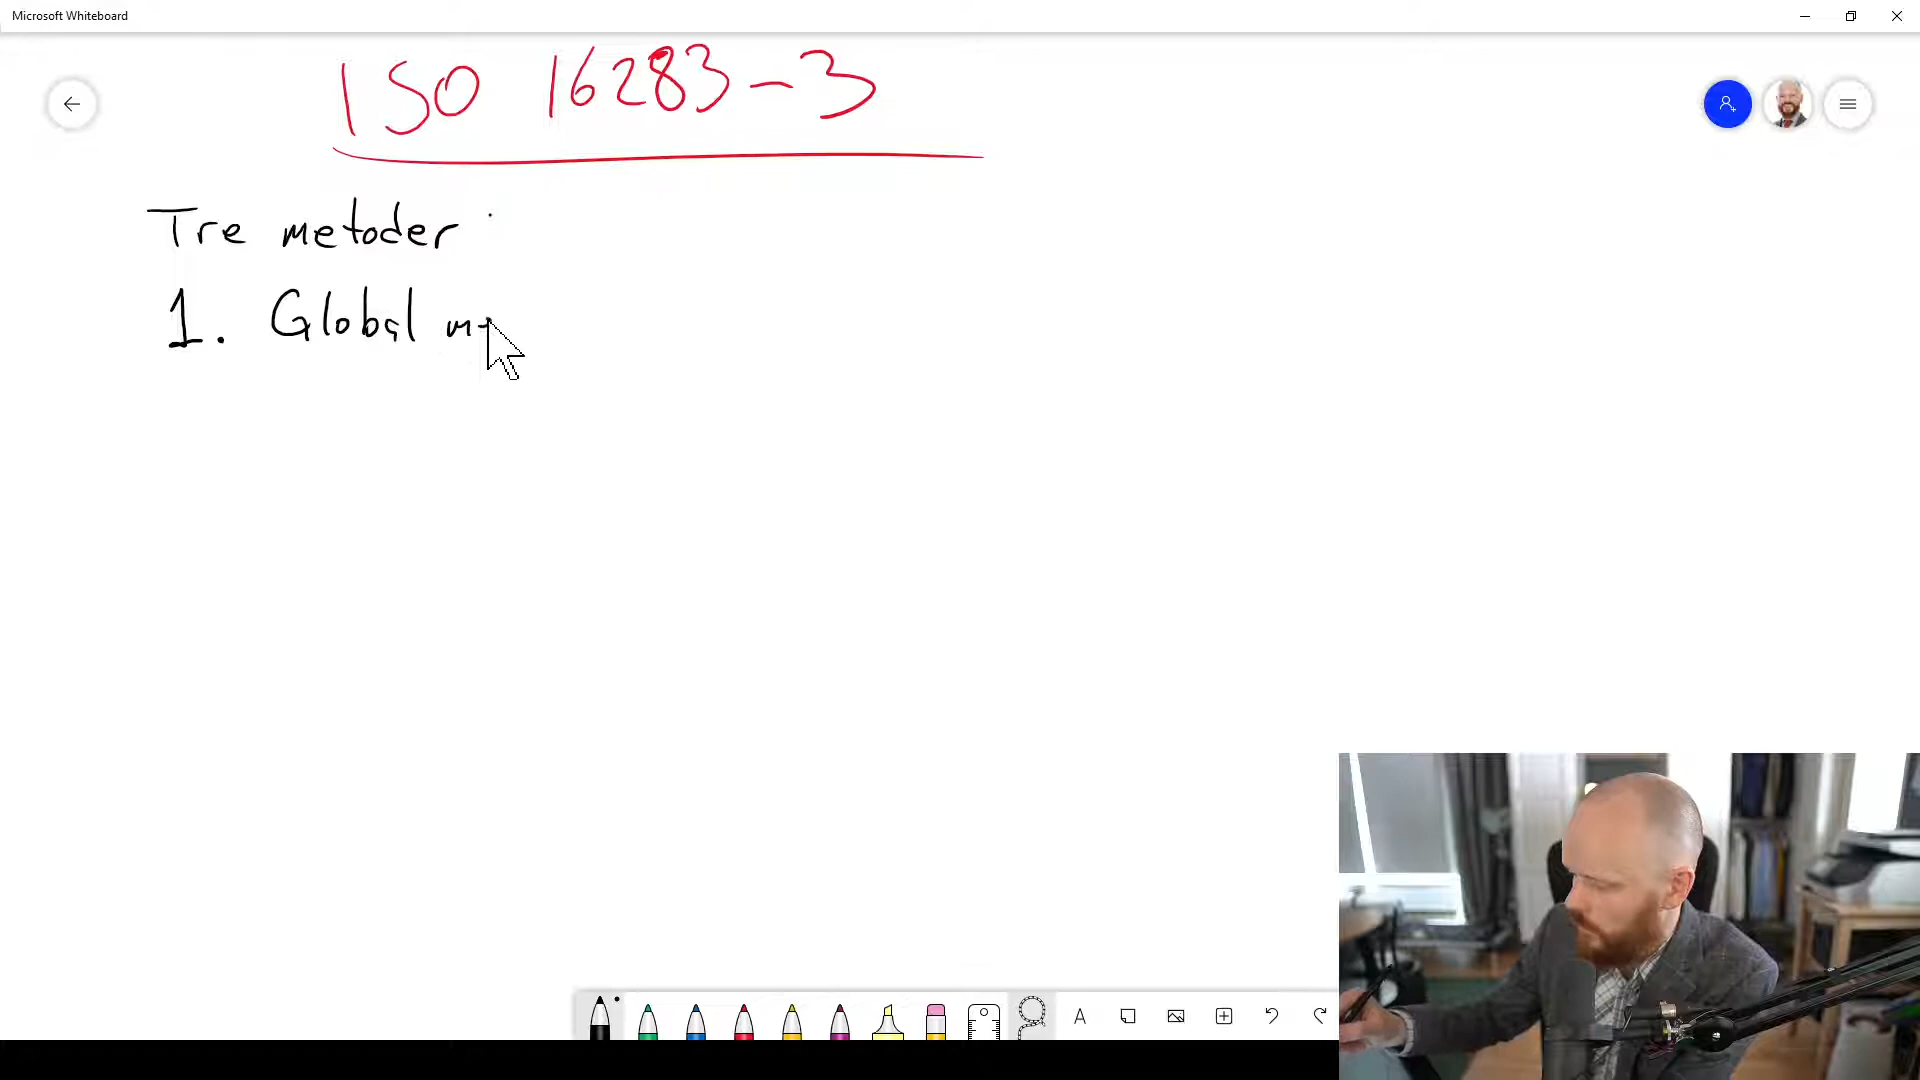 Microsoft Whiteboard
ISO 16283-3
Tre metoder
1. Global